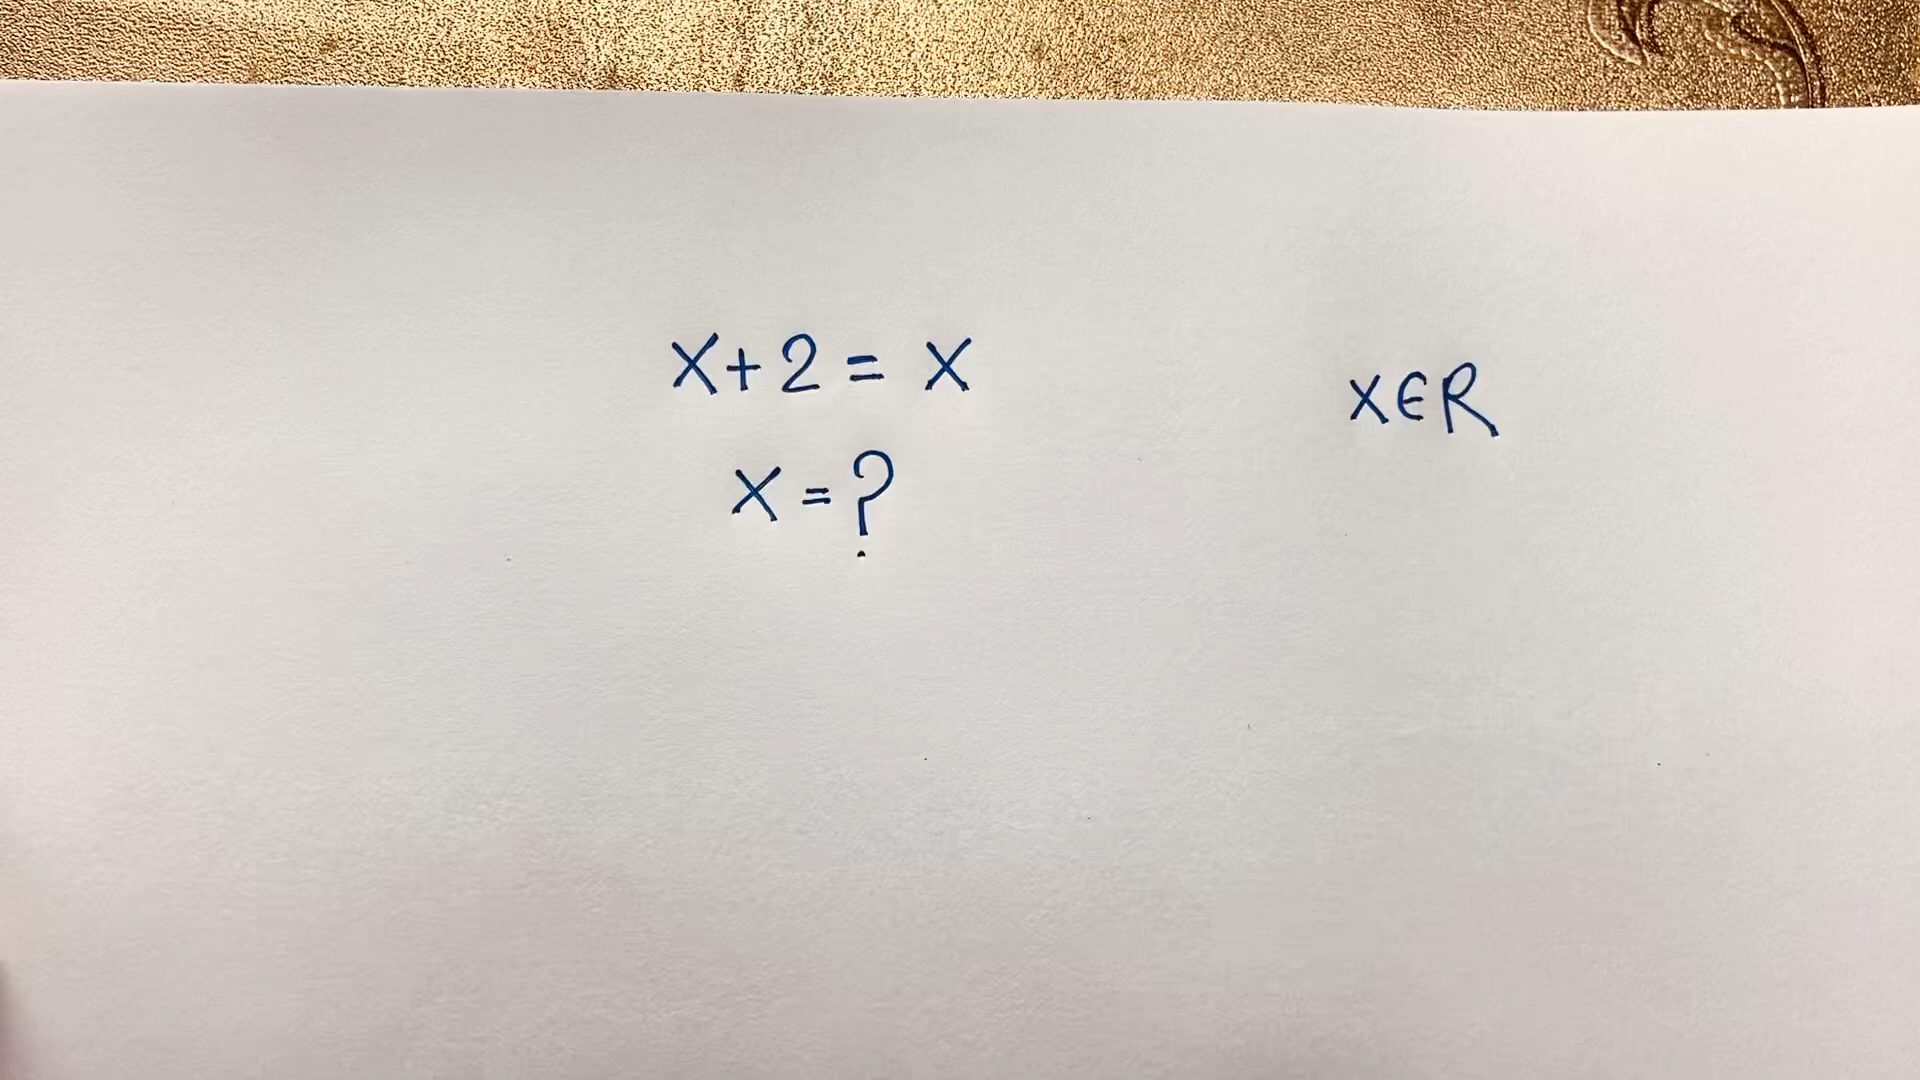 x+2 = x
x∈R
x=?